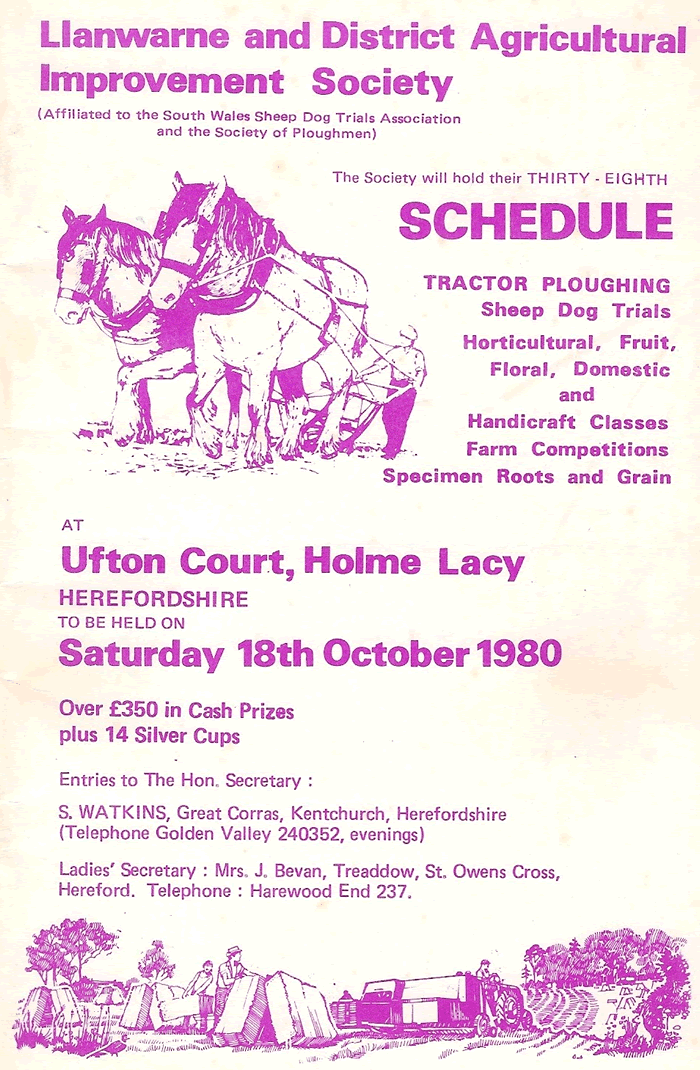 Llanwarne and District Agricultural
Improvement Society
(Affiliated to the South Wales Sheep Dog Trials Association
and the Society of Ploughmen)
The Society will hold their THIRTY - EIGHTH
SCHEDULE
TRACTOR PLOUGHING
Sheep Dog Trials
Horticultural, Fruit,
Floral, Domestic
and
Handicraft Classes
Farm Competitions
Specimen Roots and Grain
AT
Ufton Court, Holme Lacy
HEREFORDSHIRE
TO BE HELD ON
Saturday 18th October 1980
Over £350 in Cash Prizes
plus 14 Silver Cups
Entries to The Hon. Secretary :
S. WATKINS, Great Corras, Kentchurch, Herefordshire
(Telephone Golden Valley 240352, evenings)
Ladies' Secretary : Mrs. J. Bevan, Treaddow, St. Owens Cross,
Hereford. Telephone : Harewood End 237.